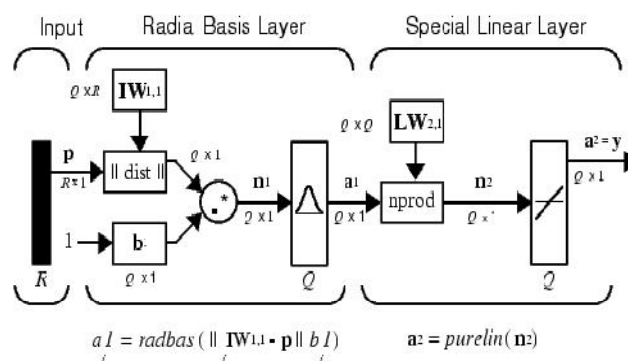 Input Radia Basis Layer Special Linear Layer
Q × R IW1,1
Q × Q LW2,1
a2 = y
p Q × 1
R × 1 || dist || n1 a1 nprod n2 Q × 1
.* Q × 1 Q × 1
1 b
Q × 1
R Q Q
a1 = radbas ( || IW1,1 - p || b1) a2 = purelin(n2)